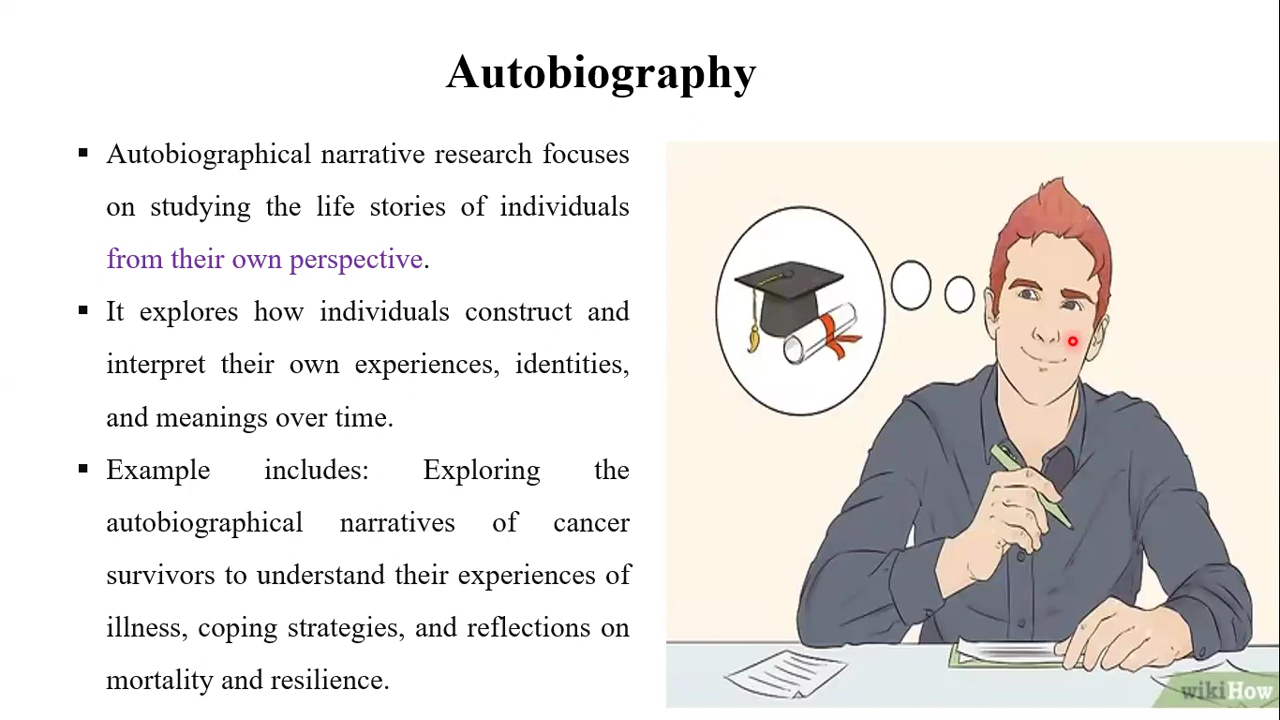 Autobiography
▪ Autobiographical narrative research focuses
on studying the life stories of individuals
from their own perspective.
▪ It explores how individuals construct and
interpret their own experiences, identities,
and meanings over time.
▪ Example includes: Exploring the
autobiographical narratives of cancer
survivors to understand their experiences of
illness, coping strategies, and reflections on
mortality and resilience.
wikiHow